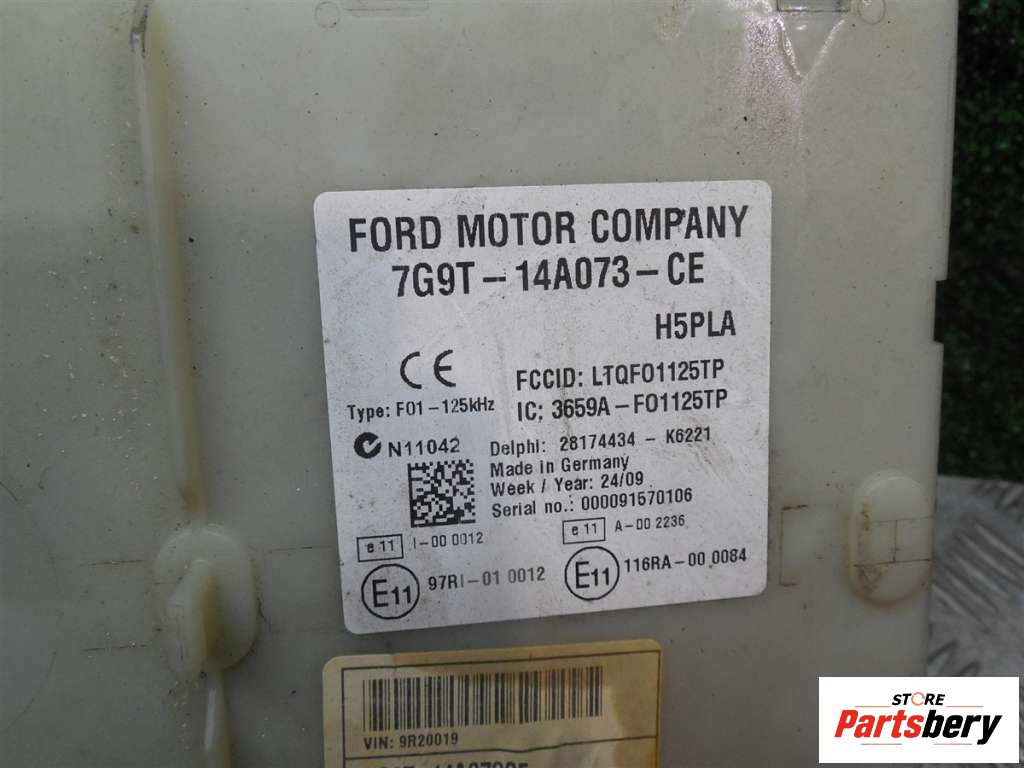 FORD MOTOR COMPANY
7G9T - 14A073 - CE
H5PLA
CE
FCCID: LTQFO1125TP
Type: F01 - 125kHz
IC: 3659A - FO1125TP
N11042
Delphi: 28174434 - K6221
Made in Germany
Week / Year: 24/09
Serial no.: 000091570106
e 11 I-00 0012
e 11 A-00 2236
E11 97RI-01 0012
E11 116RA-00 0084
VIN: 9R20019
STORE
Partsbery